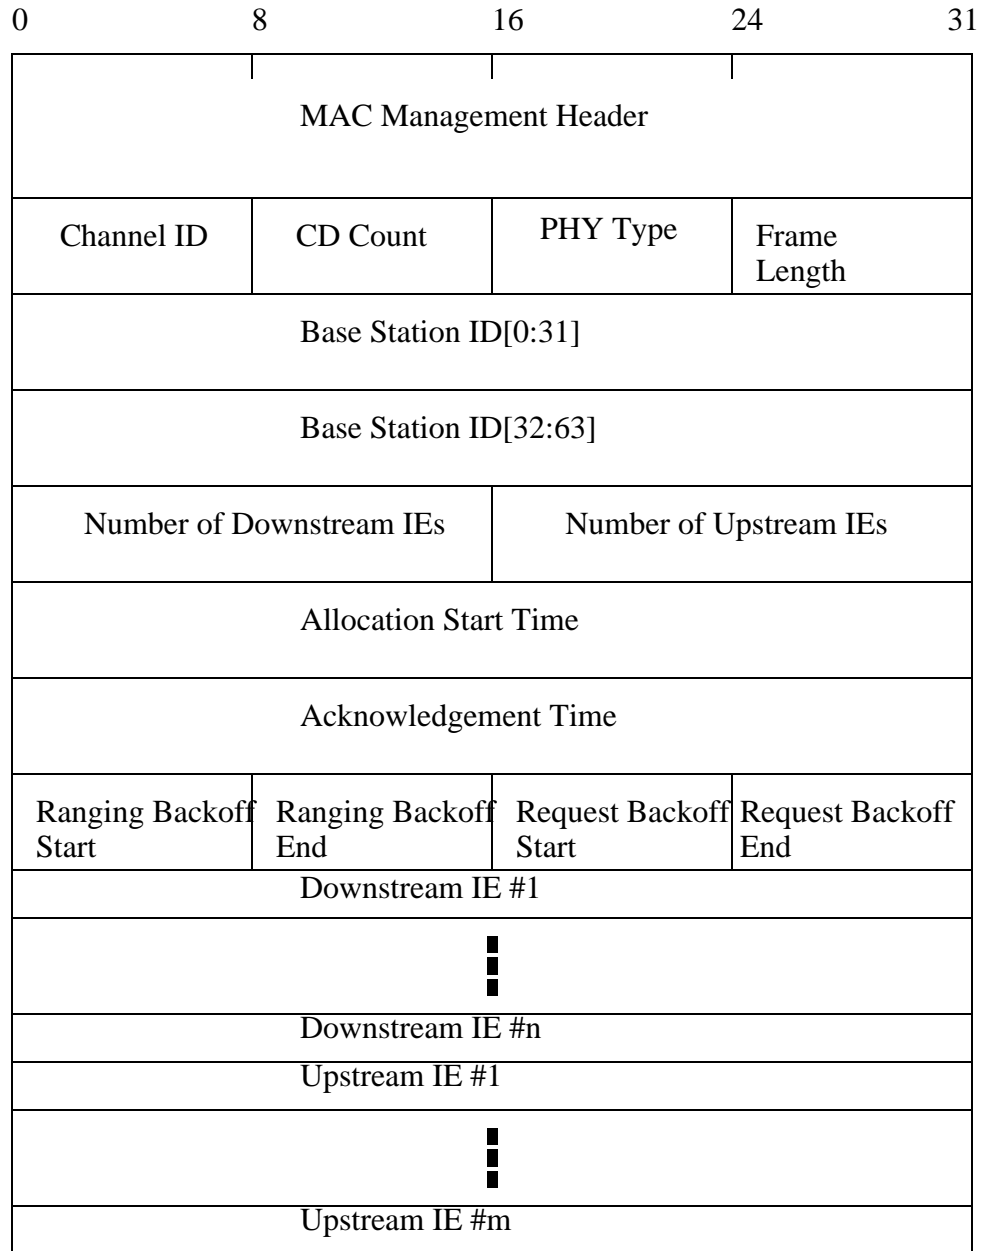 0 8 16 24 31
MAC Management Header
Channel ID CD Count PHY Type Frame
Length
Base Station ID[0:31]
Base Station ID[32:63]
Number of Downstream IEs Number of Upstream IEs
Allocation Start Time
Acknowledgement Time
Ranging Backoff Ranging Backoff Request Backoff Request Backoff
Start End Start End
Downstream IE #1
Downstream IE #n
Upstream IE #1
Upstream IE #m